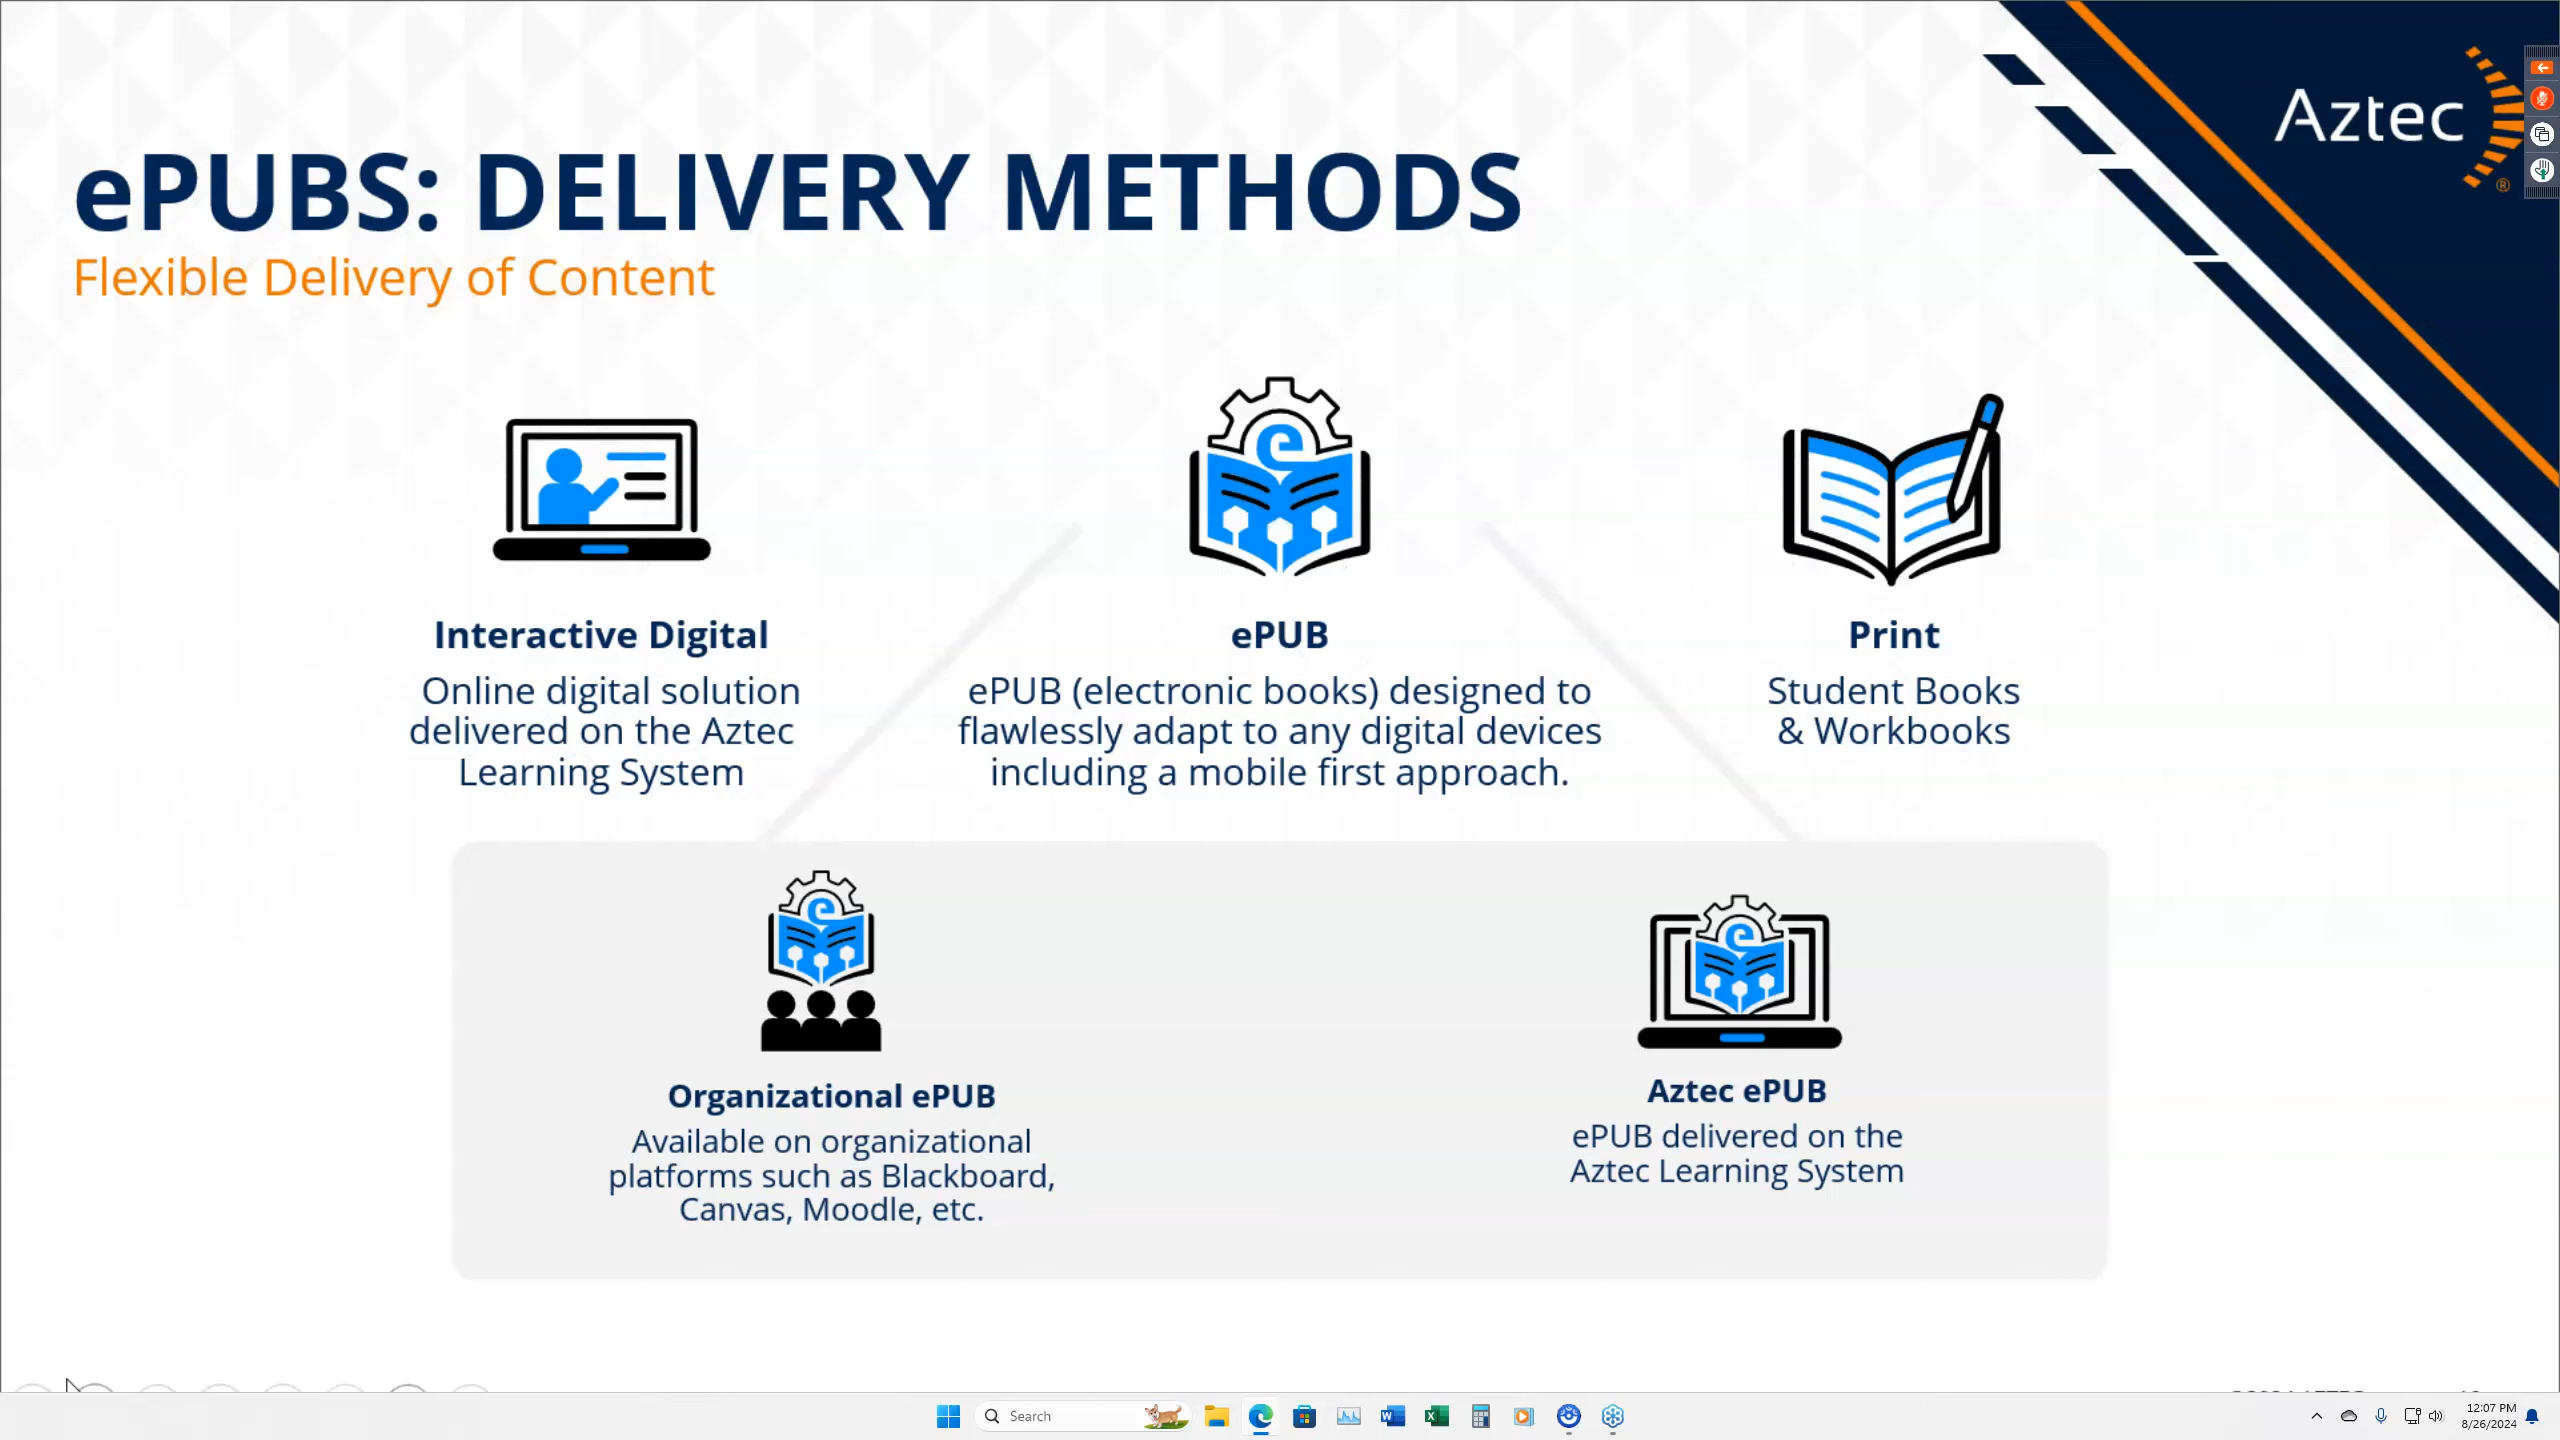 Aztec
®
ePUBS: DELIVERY METHODS
Flexible Delivery of Content
Interactive Digital
Online digital solution
delivered on the Aztec
Learning System
ePUB
ePUB (electronic books) designed to
flawlessly adapt to any digital devices
including a mobile first approach.
Print
Student Books
& Workbooks
Organizational ePUB
Available on organizational
platforms such as Blackboard,
Canvas, Moodle, etc.
Aztec ePUB
ePUB delivered on the
Aztec Learning System
Search
12:07 PM
8/26/2024